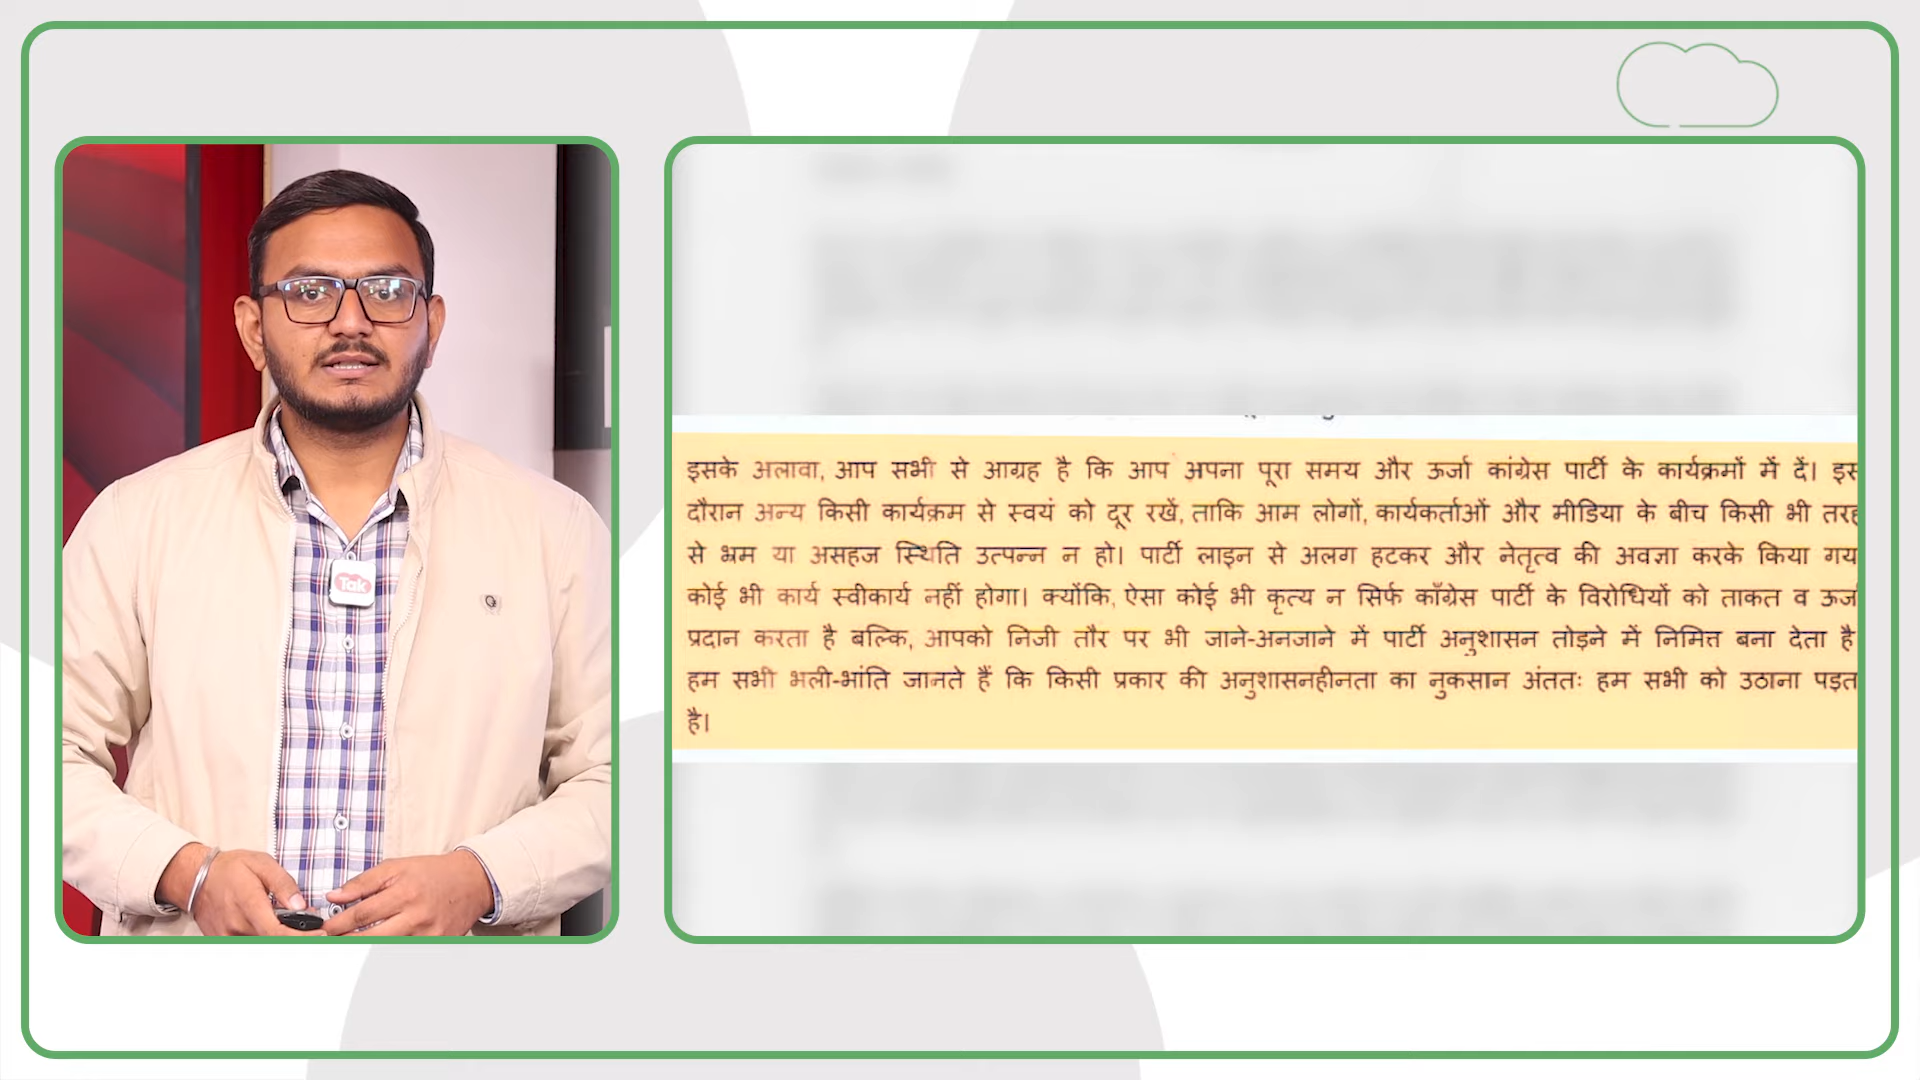 Tak
इसके अलावा, आप सभी से आग्रह है कि आप अपना पूरा समय और ऊर्जा कांग्रेस पार्टी के कार्यक्रमों में दें। इस
दौरान अन्य किसी कार्यक्रम से स्वयं को दूर रखें, ताकि आम लोगों, कार्यकर्ताओं और मीडिया के बीच किसी भी तरह
से भ्रम या असहज स्थिति उत्पन्न न हो। पार्टी लाइन से अलग हटकर और नेतृत्व की अवज्ञा करके किया गय
कोई भी कार्य स्वीकार्य नहीं होगा। क्योंकि, ऐसा कोई भी कृत्य न सिर्फ काँग्रेस पार्टी के विरोधियों को ताकत व ऊर्ज
प्रदान करता है बल्कि, आपको निजी तौर पर भी जाने-अनजाने में पार्टी अनुशासन तोड़ने में निमित्त बना देता है
हम सभी भली-भांति जानते हैं कि किसी प्रकार की अनुशासनहीनता का नुकसान अंततः हम सभी को उठाना पड़त
है।